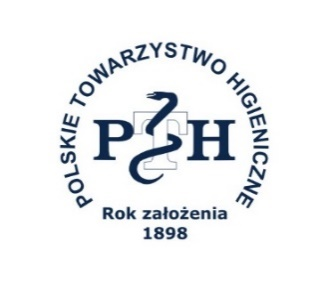 POLSKIE TOWARZYSTWO HIGIENICZNE
PTH
Rok założenia
1898